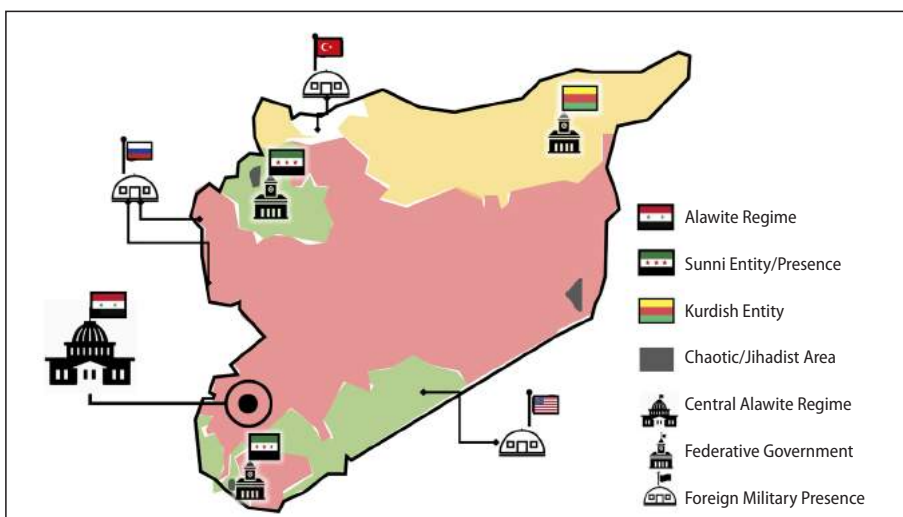 Alawite Regime
Sunni Entity/Presence
Kurdish Entity
Chaotic/Jihadist Area
Central Alawite Regime
Federative Government
Foreign Military Presence